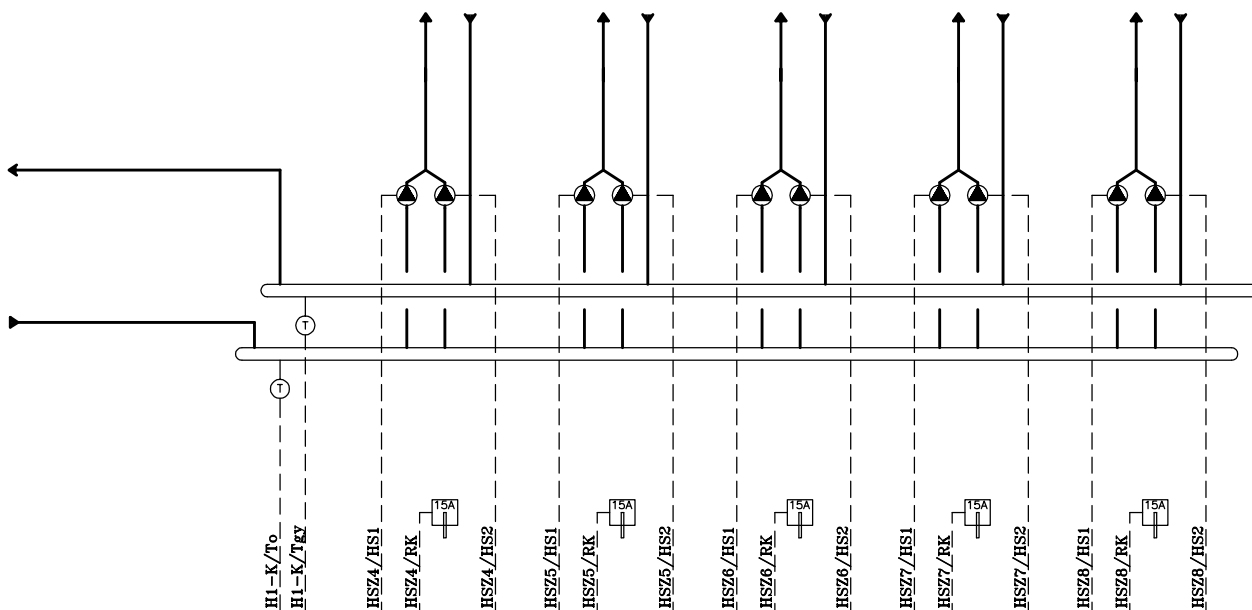 T
T
15A
15A
15A
15A
15A
H1-K/To
H1-K/Tgy
HSZ4/HS1
HSZ4/RK
HSZ4/HS2
HSZ5/HS1
HSZ5/RK
HSZ5/HS2
HSZ6/HS1
HSZ6/RK
HSZ6/HS2
HSZ7/HS1
HSZ7/RK
HSZ7/HS2
HSZ8/HS1
HSZ8/RK
HSZ8/HS2